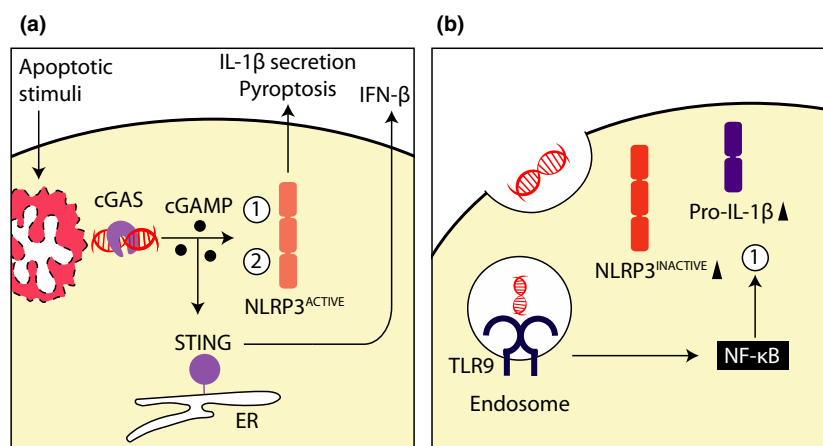 (a)
Apoptotic
stimuli
IL-1β secretion
Pyroptosis
IFN-β
cGAS
cGAMP
1
2
NLRP3ACTIVE
STING
ER
(b)
Pro-IL-1β
NLRP3INACTIVE
1
TLR9
NF-κB
Endosome